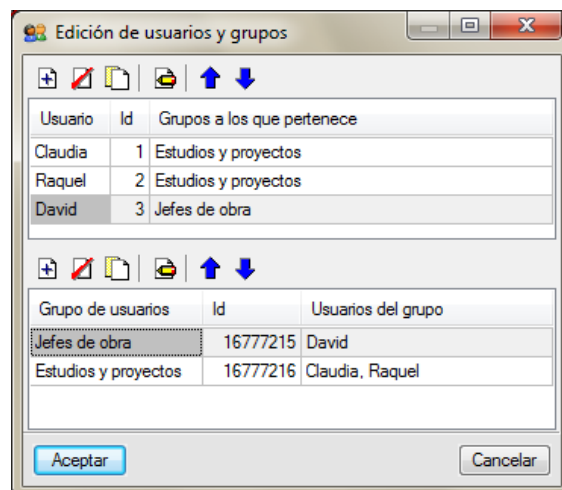 Edición de usuarios y grupos
Usuario Id Grupos a los que pertenece
Claudia 1 Estudios y proyectos
Raquel 2 Estudios y proyectos
David 3 Jefes de obra
Grupo de usuarios Id Usuarios del grupo
Jefes de obra 16777215 David
Estudios y proyectos 16777216 Claudia, Raquel
Aceptar Cancelar